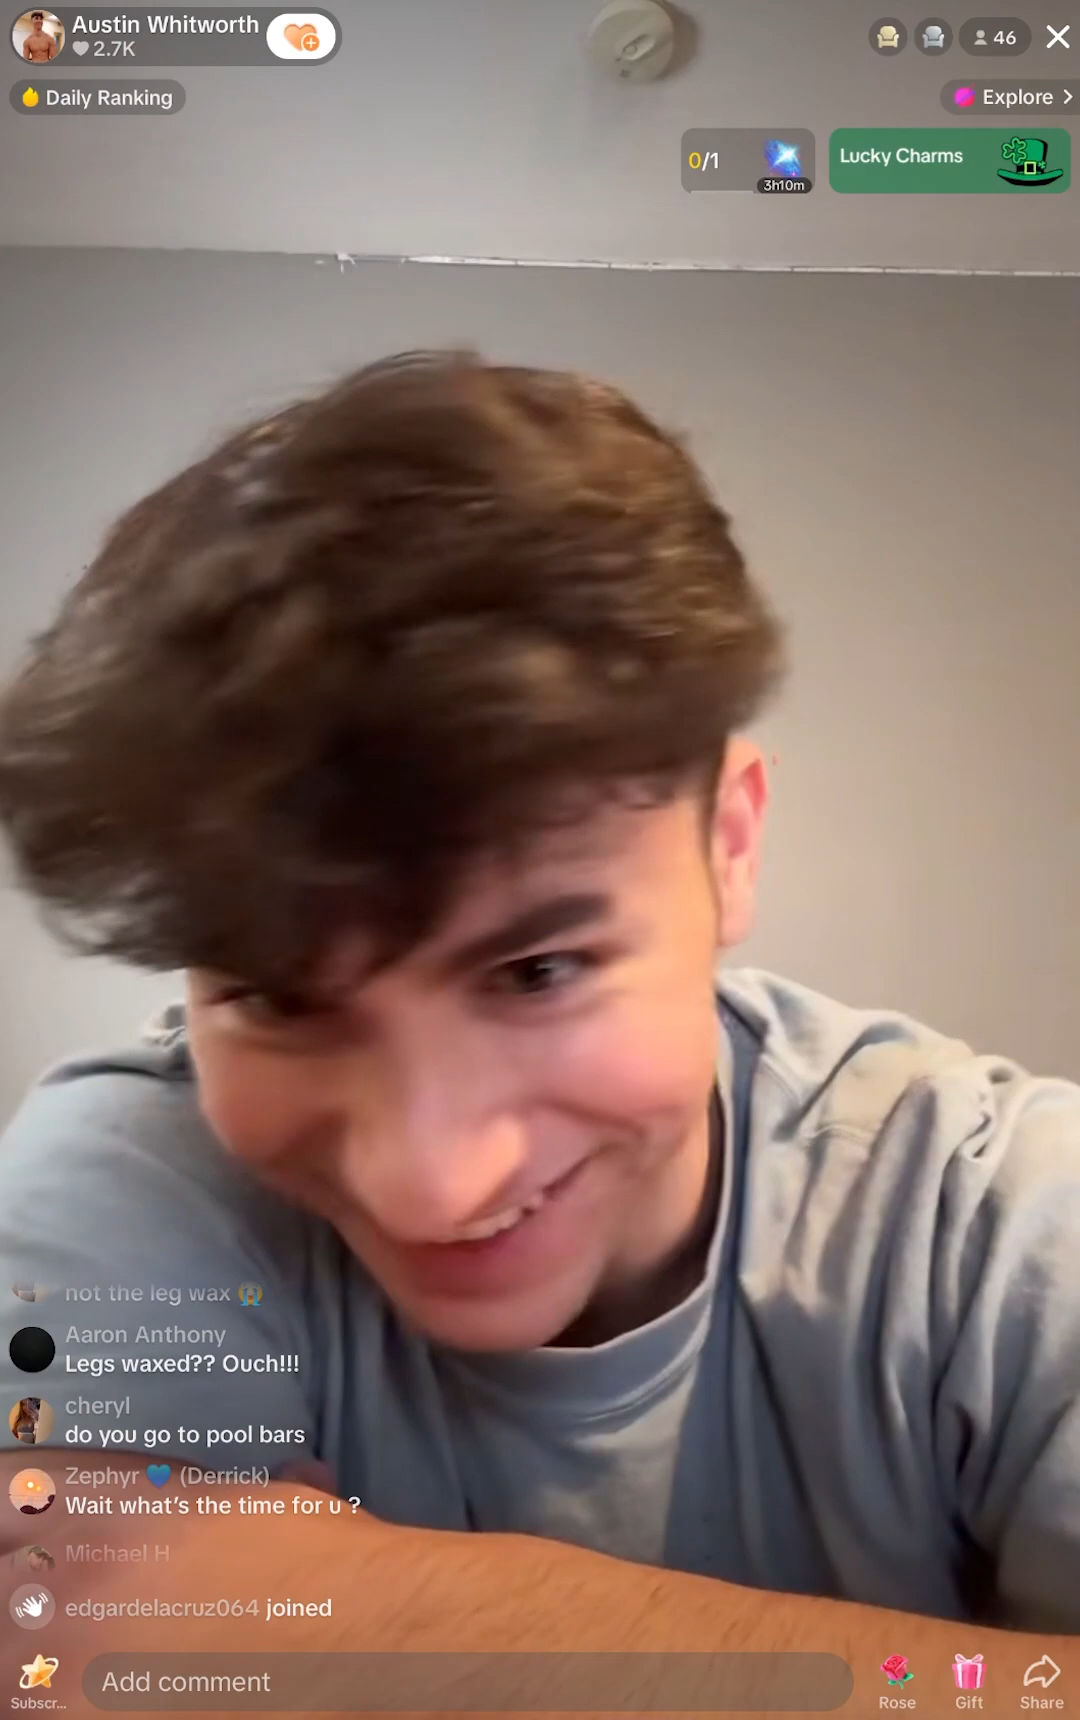 Austin Whitworth
2.7K
46
Daily Ranking
Explore >
0/1
3h10m
Lucky Charms
not the leg wax 😭
Aaron Anthony
Legs waxed?? Ouch!!!
cheryl
do you go to pool bars
Zephyr 💙 (Derrick)
Wait what's the time for u ?
Michael H
edgardelacruz064 joined
Subscr...
Add comment
Rose
Gift
Share